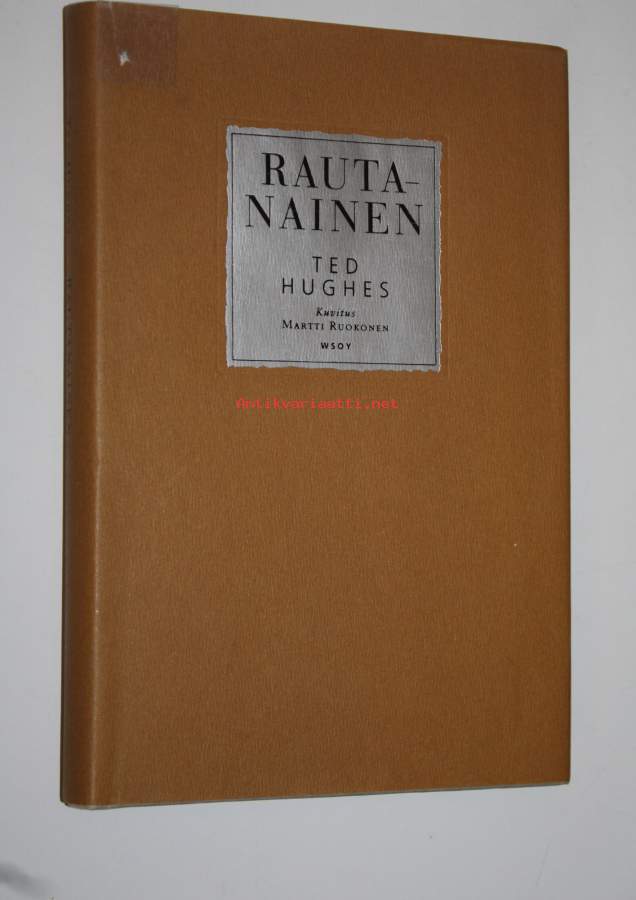 RAUTA-
NAINEN
TED
HUGHES
Kuvitus
MARTTI RUOKONEN
WSOY
Antikvariaatti.net